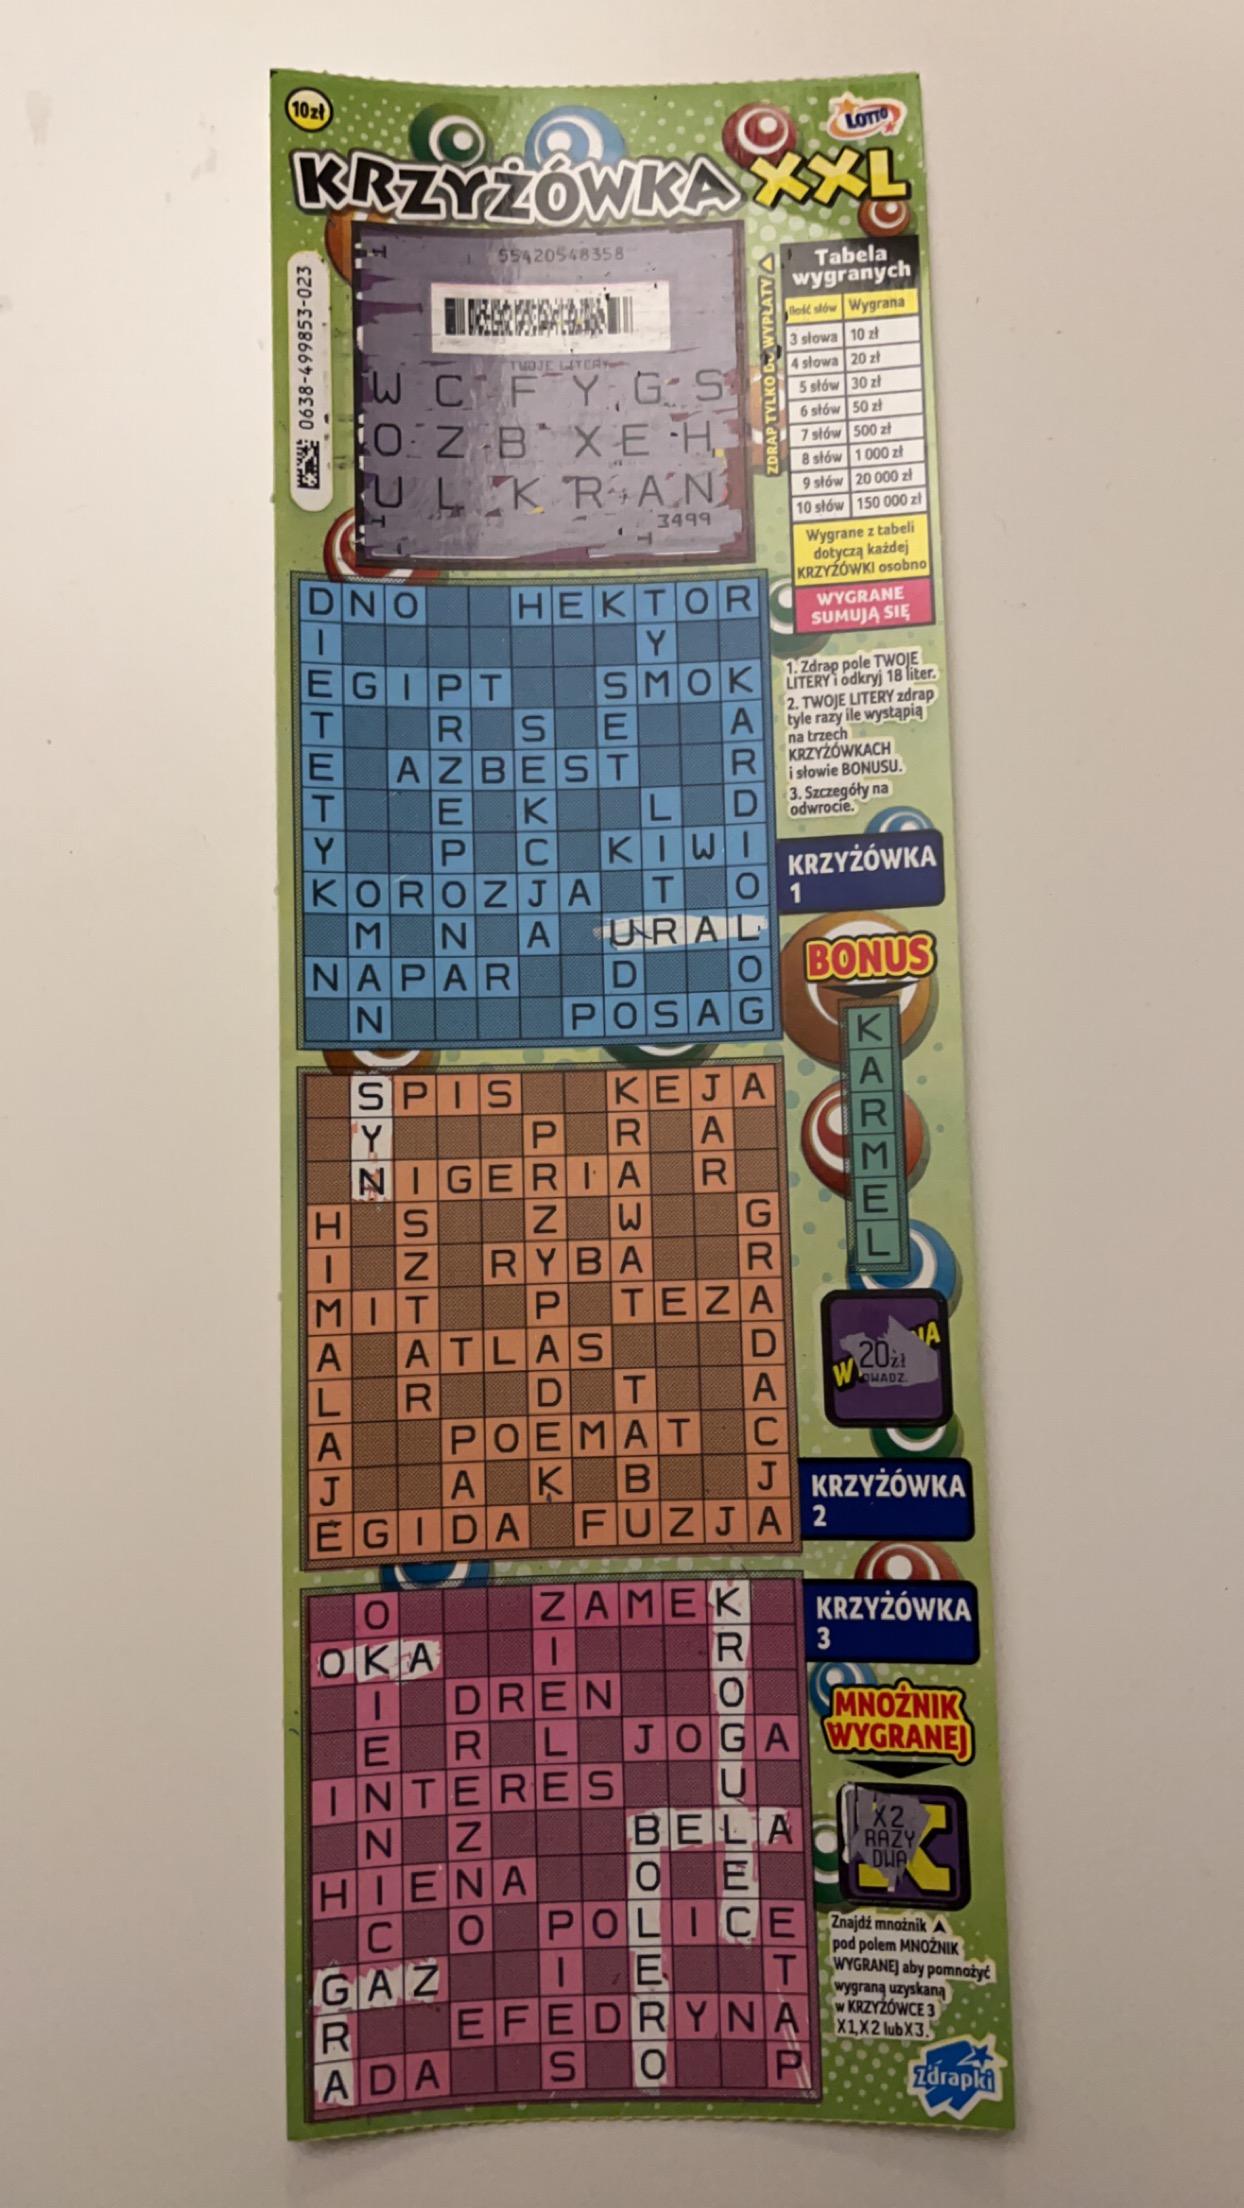 10zł
LOTTO
KRZYŻÓWKA XXL
0638-499853-023
55420548358
TWOJE LITERY
W C F Y G S
O Z B X E H
U L K R A N
3499
ZDRAP TYLKO DO WYPŁATY
Tabela
wygranych
Ilość słów Wygrana
3 słowa 10 zł
4 słowa 20 zł
5 słów 30 zł
6 słów 50 zł
7 słów 500 zł
8 słów 1 000 zł
9 słów 20 000 zł
10 słów 150 000 zł
Wygrane z tabeli
dotyczą każdej
KRZYŻÓWKI osobno
WYGRANE
SUMUJĄ SIĘ
1. Zdrap pole TWOJE
LITERY i odkryj 18 liter.
2. TWOJE LITERY zdrap
tyle razy ile wystąpią
na trzech
KRZYŻÓWKACH
i słowie BONUSU.
3. Szczegóły na
odwrocie.
KRZYŻÓWKA
1
DNO HEKTOR
I Y
EGIPT SMOK
T R S E A
E AZBEST R
T E K L D
Y P C KIWI
KOROZJA T O
M N A URAL
NAPAR D O
N POSAG
BONUS
K
A
R
M
E
L
20zł
W NA
OWADZ.
SPIS KEJA
Y P R A
NIGERIA R
H S Z W G
I Z RYBA R
MIT P TEZA
A ATLAS D
L R D T A
A POEMAT C
J A K B J
EGIDA FUZJA
KRZYŻÓWKA
2
KRZYŻÓWKA
3
O ZAMEK
OKA I R
I DREN O
E R L JOGA
INTERES U
N Z BELA
HIENA O E
C O POLICE
GAZ I E T
R EFEDRYNA
ADA S O P
MNOŻNIK
WYGRANEJ
X2
RAZY
DWA
Znajdź mnożnik
pod polem MNOŻNIK
WYGRANEJ aby pomnożyć
wygraną uzyskaną
w KRZYŻÓWCE 3
X1,X2 lub X3.
Zdrapki